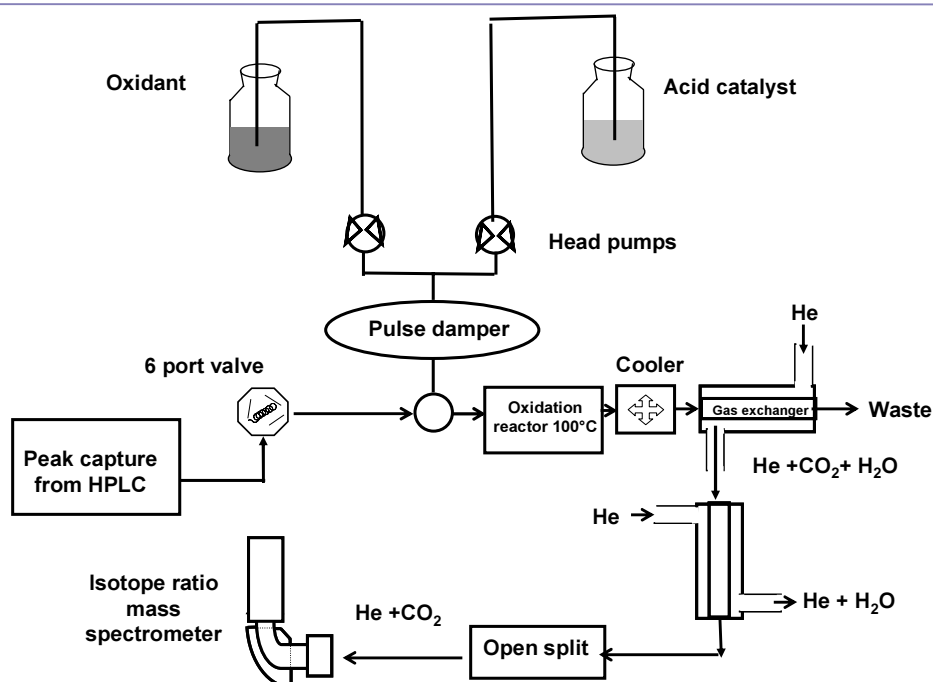 Oxidant
Acid catalyst
Head pumps
Pulse damper
He
6 port valve
Cooler
Oxidation
reactor 100°C
Gas exchanger
Waste
Peak capture
from HPLC
He +CO₂+ H₂O
He
Isotope ratio
mass
spectrometer
He +CO₂
Open split
He + H₂O